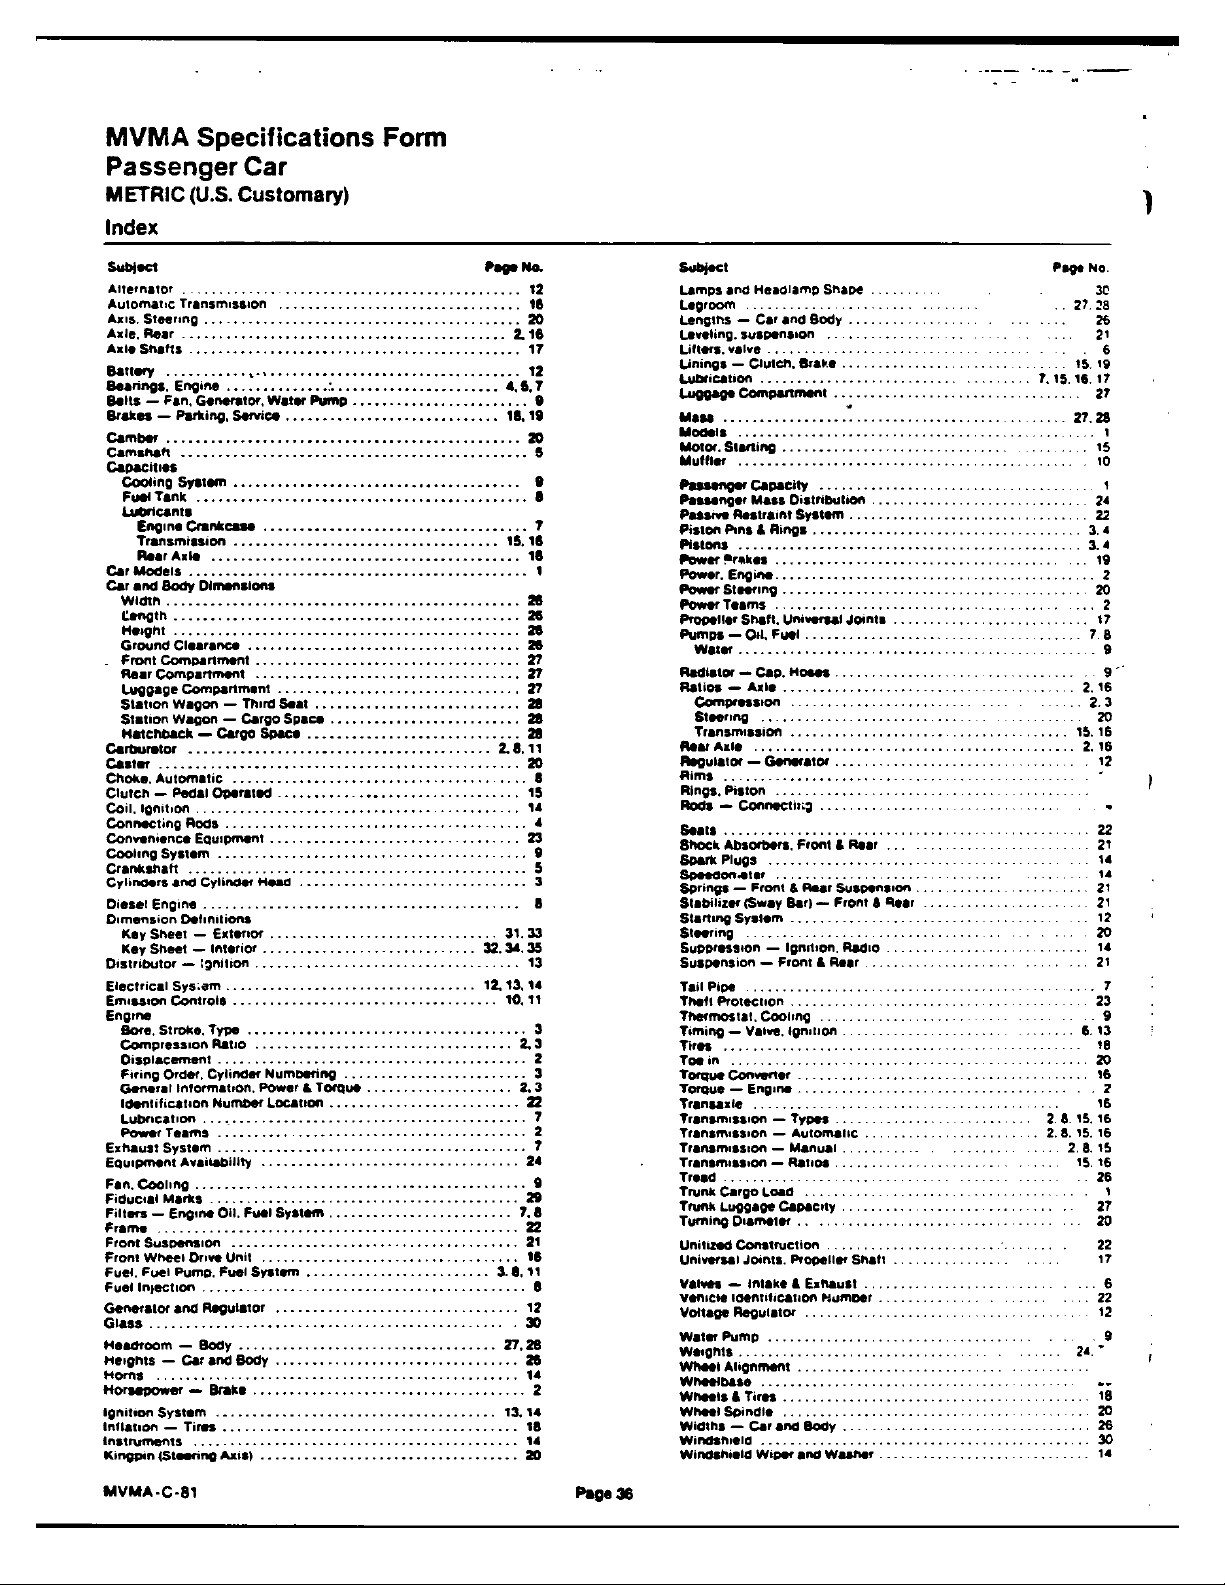 MVMA Specifications Form
Passenger Car
METRIC (U.S. Customary)
Index
Subject Page No.
Alternator 12
Automatic Transmission 16
Axis, Steering 20
Axle, Rear 2, 16
Axle Shafts 17
Battery 12
Bearings, Engine 4, 5, 7
Belts — Fan, Generator, Water Pump 9
Brakes — Parking, Service 18, 19
Camber 20
Camshaft 5
Capacities
Cooling System 9
Fuel Tank 8
Lubricants
Engine Crankcase 7
Transmission 15, 16
Rear Axle 16
Car Models 1
Car and Body Dimensions
Width 26
Length 26
Height 26
Ground Clearance 26
Front Compartment 27
Rear Compartment 27
Luggage Compartment 27
Station Wagon — Third Seat 28
Station Wagon — Cargo Space 28
Hatchback — Cargo Space 28
Carburetor 2, 8, 11
Caster 20
Choke, Automatic 8
Clutch — Pedal Operated 15
Coil, Ignition 14
Connecting Rods 4
Convenience Equipment 23
Cooling System 9
Crankshaft 5
Cylinders and Cylinder Head 3
Diesel Engine 8
Dimension Definitions
Key Sheet — Exterior 31, 33
Key Sheet — Interior 32, 34, 35
Distributor — Ignition 13
Electrical System 12, 13, 14
Emission Controls 10, 11
Engine
Bore, Stroke, Type 3
Compression Ratio 2, 3
Displacement 2
Firing Order, Cylinder Numbering 3
General Information, Power & Torque 2, 3
Identification Number Location 22
Lubrication 7
Power Teams 2
Exhaust System 7
Equipment Availability 24
Fan, Cooling 9
Fiducial Marks 29
Filters — Engine Oil, Fuel System 7, 8
Frame 22
Front Suspension 21
Front Wheel Drive Unit 16
Fuel, Fuel Pump, Fuel System 3, 8, 11
Fuel Injection 8
Generator and Regulator 12
Glass 30
Headroom — Body 27, 28
Heights — Car and Body 26
Horns 14
Horsepower — Brake 2
Ignition System 13, 14
Inflation — Tires 18
Instruments 14
Kingpin (Steering Axis) 20
Subject Page No.
Lamps and Headlamp Shape 30
Legroom 27, 28
Lengths — Car and Body 26
Leveling, suspension 21
Lifters, valve 6
Linings — Clutch, Brake 15, 19
Lubrication 7, 15, 16, 17
Luggage Compartment 27
Mass 27, 28
Models 1
Motor, Starting 15
Muffler 10
Passenger Capacity 1
Passenger Mass Distribution 24
Passive Restraint System 22
Piston Pins & Rings 3, 4
Pistons 3, 4
Power Brakes 19
Power, Engine 2
Power Steering 20
Power Teams 2
Propeller Shaft, Universal Joints 17
Pumps — Oil, Fuel 7 8
Water 9
Radiator — Cap, Hoses 9
Ratios — Axle 2, 16
Compression 2, 3
Steering 20
Transmission 15, 16
Rear Axle 2, 16
Regulator — Generator 12
Rims
Rings, Piston
Rods — Connecting
Seats 22
Shock Absorbers, Front & Rear 21
Spark Plugs 14
Speedometer 14
Springs — Front & Rear Suspension 21
Stabilizer (Sway Bar) — Front & Rear 21
Starting System 12
Steering 20
Suppression — Ignition, Radio 14
Suspension — Front & Rear 21
Tail Pipe 7
Theft Protection 23
Thermostat, Cooling 9
Timing — Valve, Ignition 6, 13
Tires 18
Toe in 20
Torque Converter 16
Torque — Engine 2
Transaxle 16
Transmission — Types 2, 8, 15, 16
Transmission — Automatic 2, 8, 15, 16
Transmission — Manual 2, 8, 15
Transmission — Ratios 15, 16
Tread 26
Trunk Cargo Load 1
Trunk Luggage Capacity 27
Turning Diameter 20
Unitized Construction 22
Universal Joints, Propeller Shaft 17
Valves — Intake & Exhaust 6
Vehicle Identification Number 22
Voltage Regulator 12
Water Pump 9
Weights 24,
Wheel Alignment
Wheelbase
Wheels & Tires 18
Wheel Spindle 20
Widths — Car and Body 26
Windshield 30
Windshield Wiper and Washer 14
MVMA-C-81 Page 36